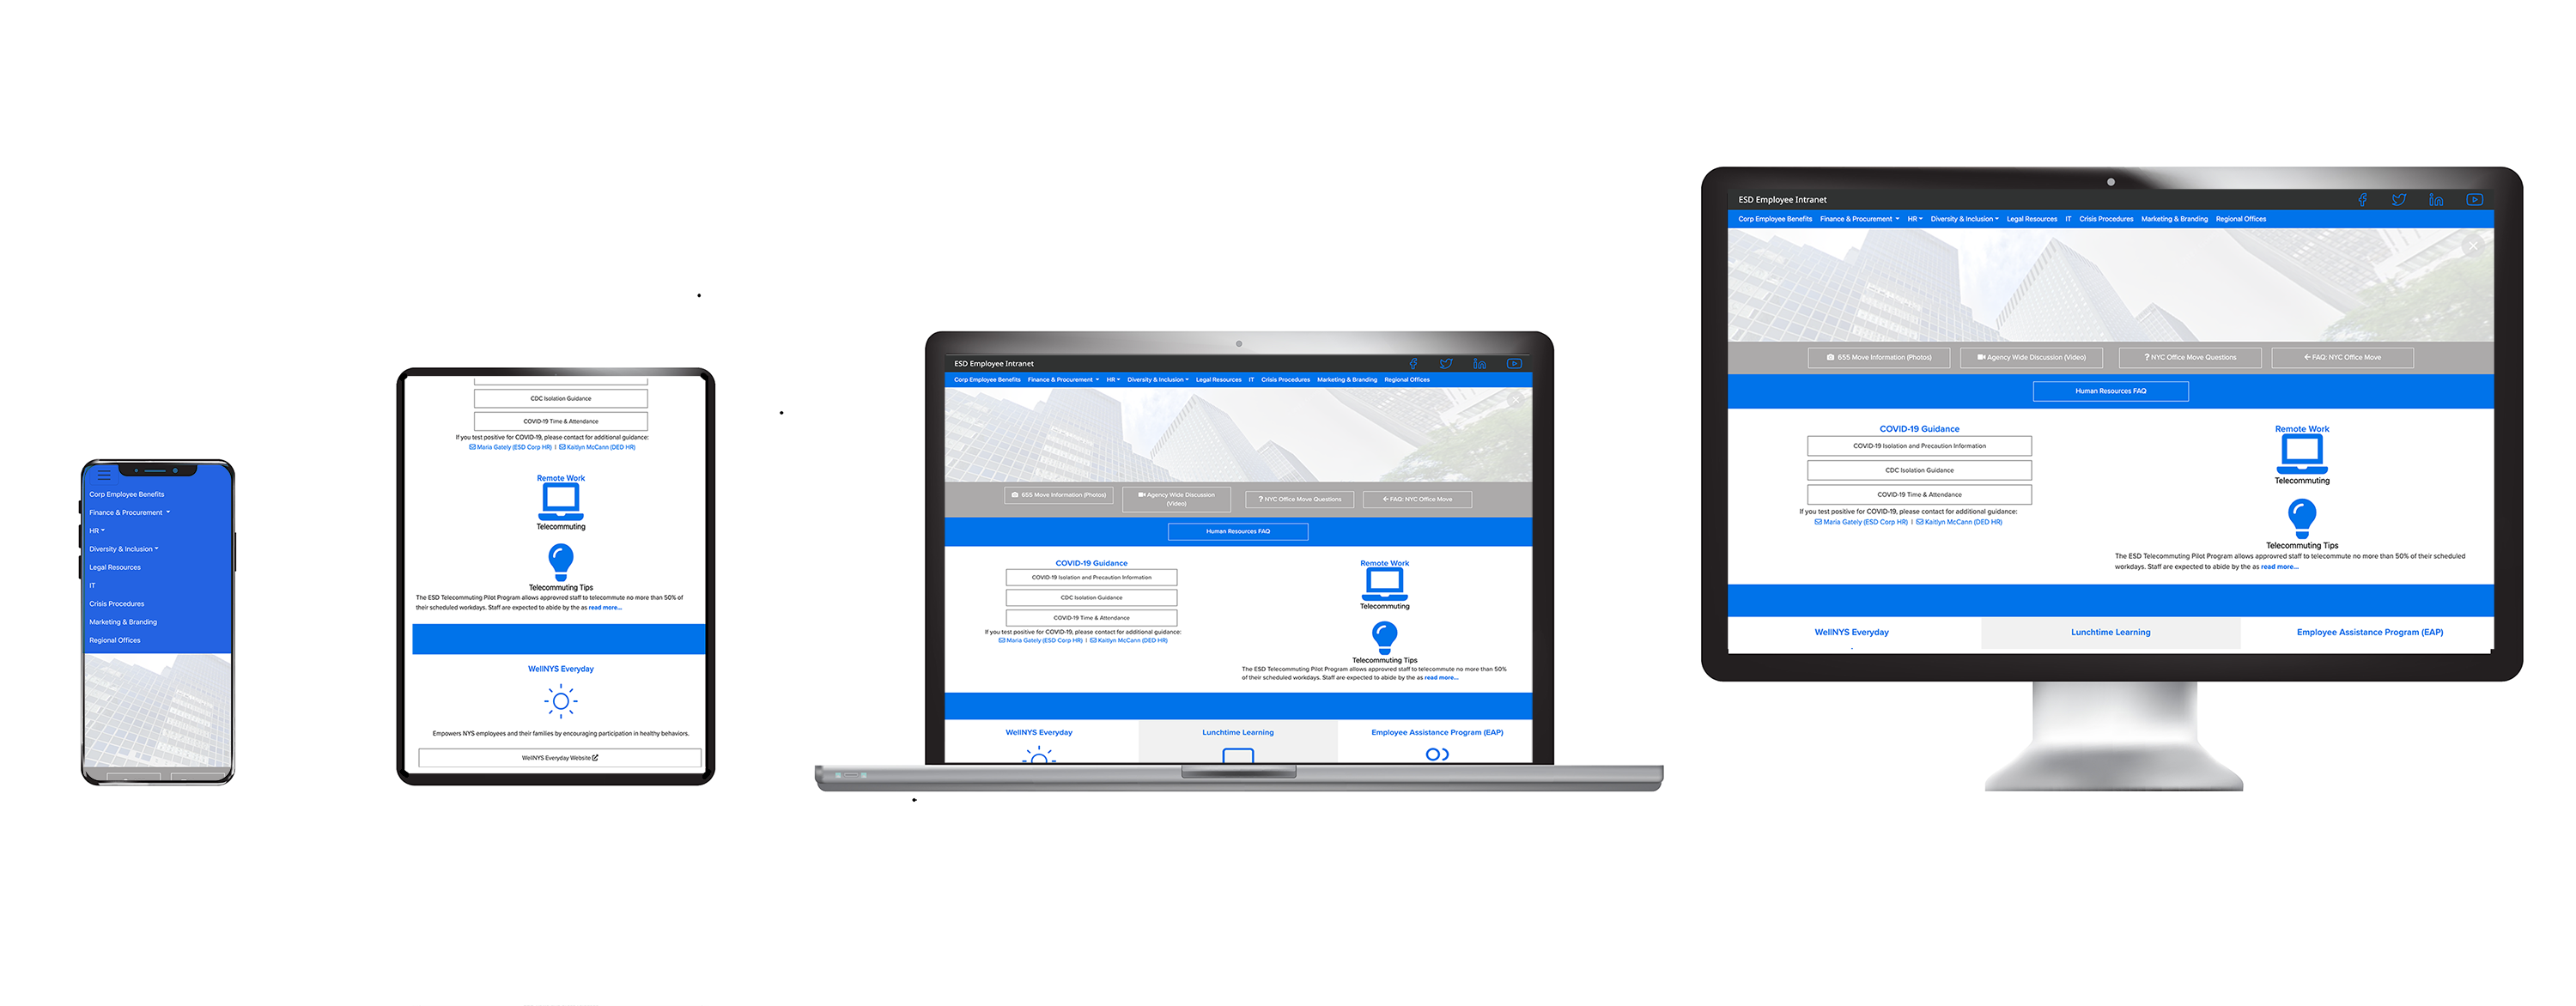 Corp Employee Benefits
Finance & Procurement
HR
Diversity & Inclusion
Legal Resources
IT
Crisis Procedures
Marketing & Branding
Regional Offices
CDC Isolation Guidance
COVID-19 Time & Attendance
If you test positive for COVID-19, please contact for additional guidance:
Maria Gately (ESD Corp HR) | Kaitlyn McCann (DED HR)
Remote Work
Telecommuting
Telecommuting Tips
The ESD Telecommuting Pilot Program allows approvred staff to telecommute no more than 50% of
their scheduled workdays. Staff are expected to abide by the as read more...
WellNYS Everyday
Empowers NYS employees and their families by encouraging participation in healthy behaviors.
WellNYS Everyday Website
ESD Employee Intranet
Corp Employee Benefits Finance & Procurement HR Diversity & Inclusion Legal Resources IT Crisis Procedures Marketing & Branding Regional Offices
655 Move Information (Photos) Agency Wide Discussion
(Video) ? NYC Office Move Questions FAQ: NYC Office Move
Human Resources FAQ
COVID-19 Guidance
COVID-19 Isolation and Precaution Information
CDC Isolation Guidance
COVID-19 Time & Attendance
If you test positive for COVID-19, please contact for additional guidance:
Maria Gately (ESD Corp HR) | Kaitlyn McCann (DED HR)
Remote Work
Telecommuting
Telecommuting Tips
The ESD Telecommuting Pilot Program allows approvred staff to telecommute no more than 50%
of their scheduled workdays. Staff are expected to abide by the as read more...
WellNYS Everyday Lunchtime Learning Employee Assistance Program (EAP)
ESD Employee Intranet
Corp Employee Benefits Finance & Procurement HR Diversity & Inclusion Legal Resources IT Crisis Procedures Marketing & Branding Regional Offices
655 Move Information (Photos) Agency Wide Discussion (Video) ? NYC Office Move Questions FAQ: NYC Office Move
Human Resources FAQ
COVID-19 Guidance
COVID-19 Isolation and Precaution Information
CDC Isolation Guidance
COVID-19 Time & Attendance
If you test positive for COVID-19, please contact for additional guidance:
Maria Gately (ESD Corp HR) | Kaitlyn McCann (DED HR)
Remote Work
Telecommuting
Telecommuting Tips
The ESD Telecommuting Pilot Program allows approvred staff to telecommute no more than 50% of their scheduled
workdays. Staff are expected to abide by the as read more...
WellNYS Everyday Lunchtime Learning Employee Assistance Program (EAP)